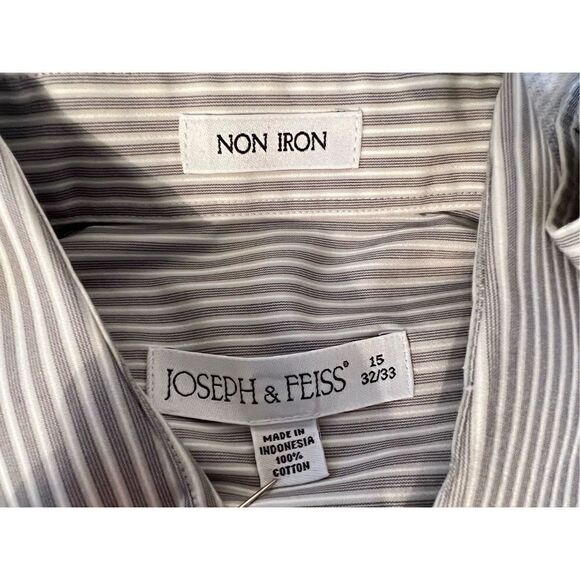 NON IRON
JOSEPH & FEISS®
15
32/33
MADE IN
INDONESIA
100%
COTTON